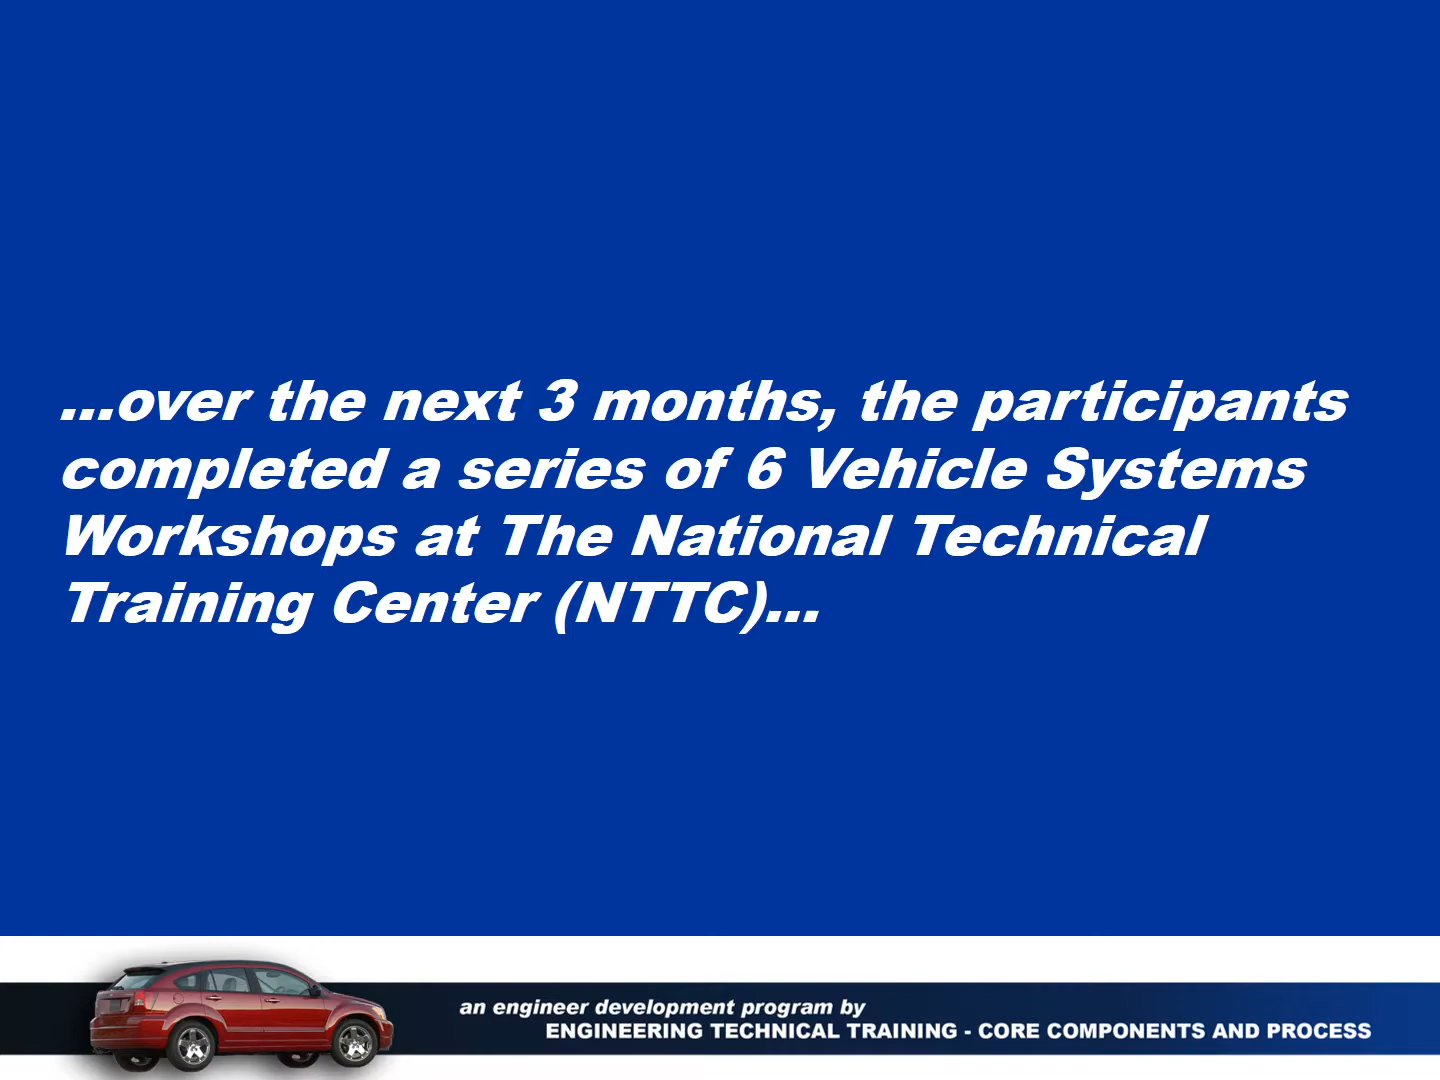 ...over the next 3 months, the participants
completed a series of 6 Vehicle Systems
Workshops at The National Technical
Training Center (NTTC)...
an engineer development program by
ENGINEERING TECHNICAL TRAINING - CORE COMPONENTS AND PROCESS